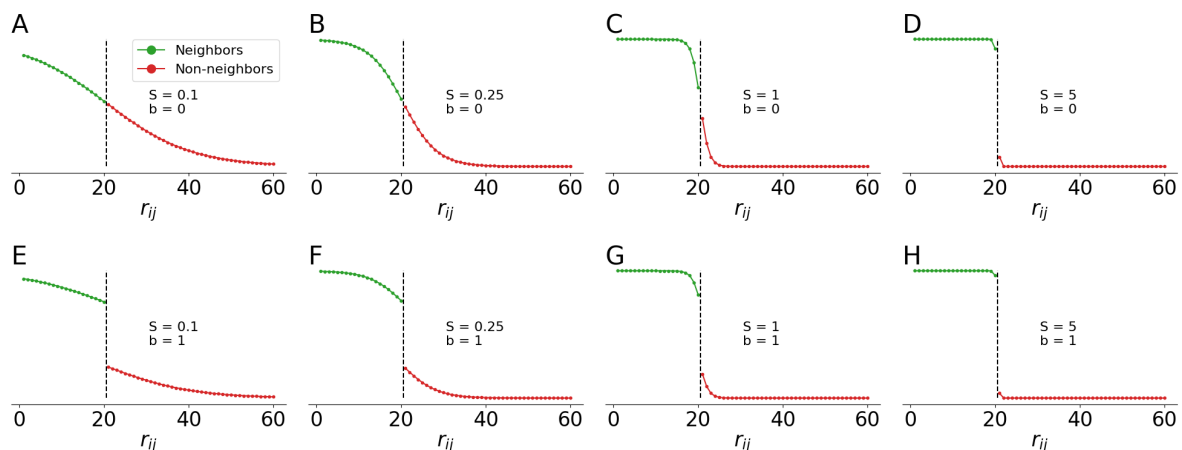 A
B
C
D
Neighbors
Non-neighbors
S = 0.1
b = 0
S = 0.25
b = 0
S = 1
b = 0
S = 5
b = 0
0 20 40 60
0 20 40 60
0 20 40 60
0 20 40 60
r_ij
r_ij
r_ij
r_ij
E
F
G
H
S = 0.1
b = 1
S = 0.25
b = 1
S = 1
b = 1
S = 5
b = 1
0 20 40 60
0 20 40 60
0 20 40 60
0 20 40 60
r_ij
r_ij
r_ij
r_ij